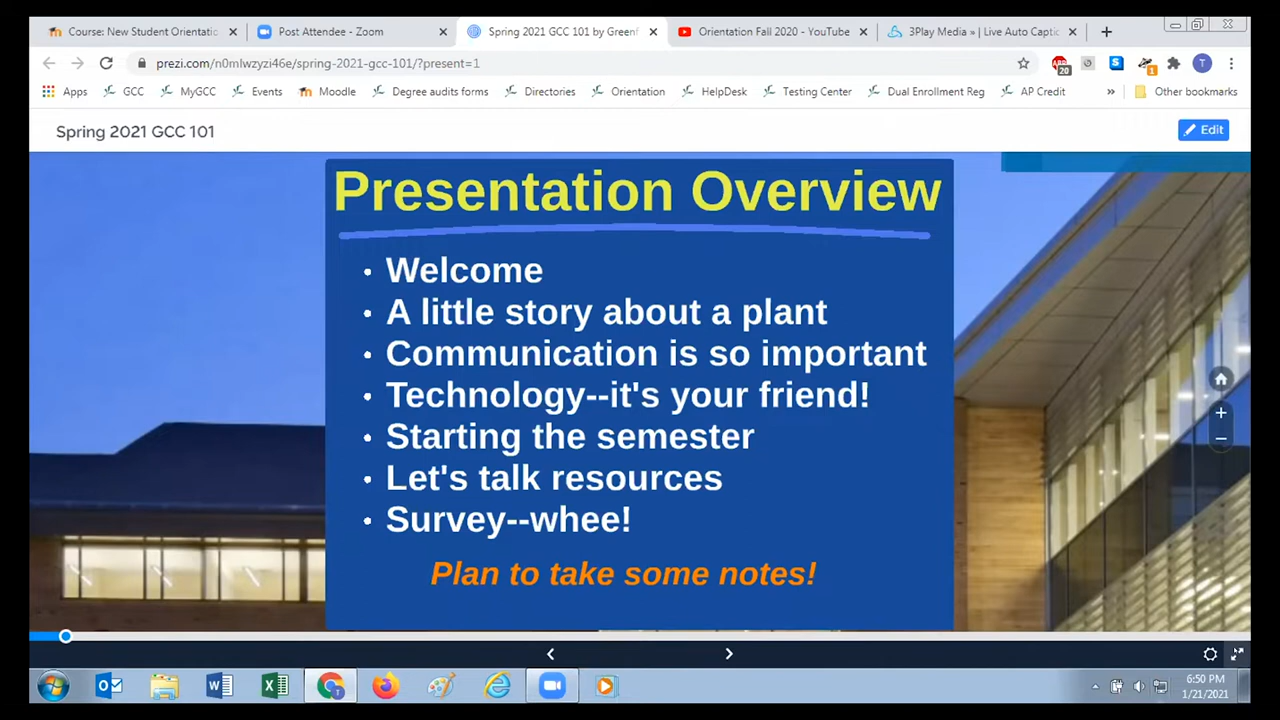 Course: New Student Orientatio
Post Attendee - Zoom
Spring 2021 GCC 101 by Greenf
Orientation Fall 2020 - YouTube
3Play Media » | Live Auto Captio
prezi.com/n0mlwzyzi46e/spring-2021-gcc-101/?present=1
20
1
T
Apps
GCC
MyGCC
Events
Moodle
Degree audits forms
Directories
Orientation
HelpDesk
Testing Center
Dual Enrollment Reg
AP Credit
»
Other bookmarks
Spring 2021 GCC 101
Edit
Presentation Overview
• Welcome
• A little story about a plant
• Communication is so important
• Technology--it's your friend!
• Starting the semester
• Let's talk resources
• Survey--whee!
Plan to take some notes!
6:50 PM
1/21/2021